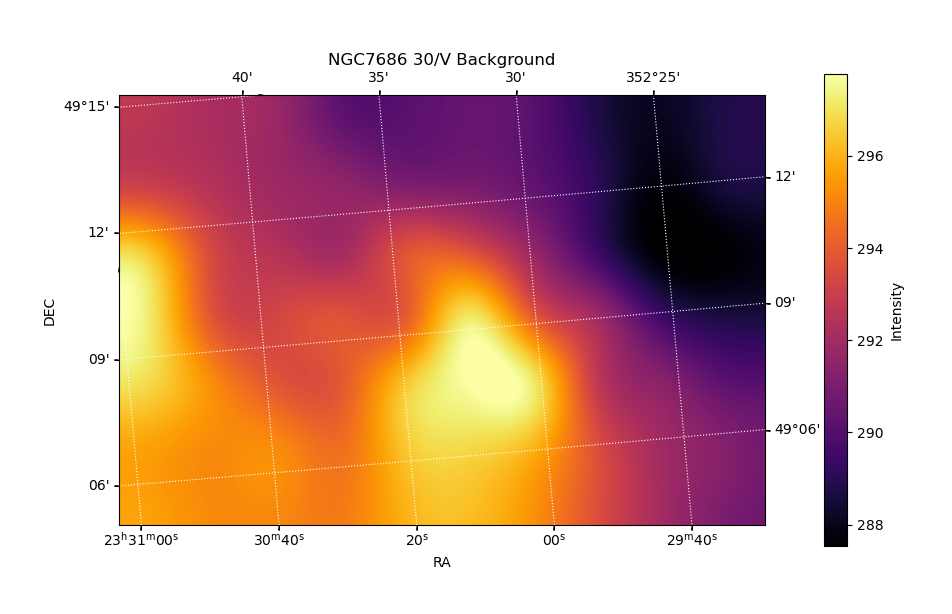 NGC7686 30/V Background
40' 35' 30' 352°25'
49°15'
12'
09'
06'
12'
09'
49°06'
23ʰ31ᵐ00ˢ 30ᵐ40ˢ 20ˢ 00ˢ 29ᵐ40ˢ
RA
DEC
296
294
292
290
288
Intensity